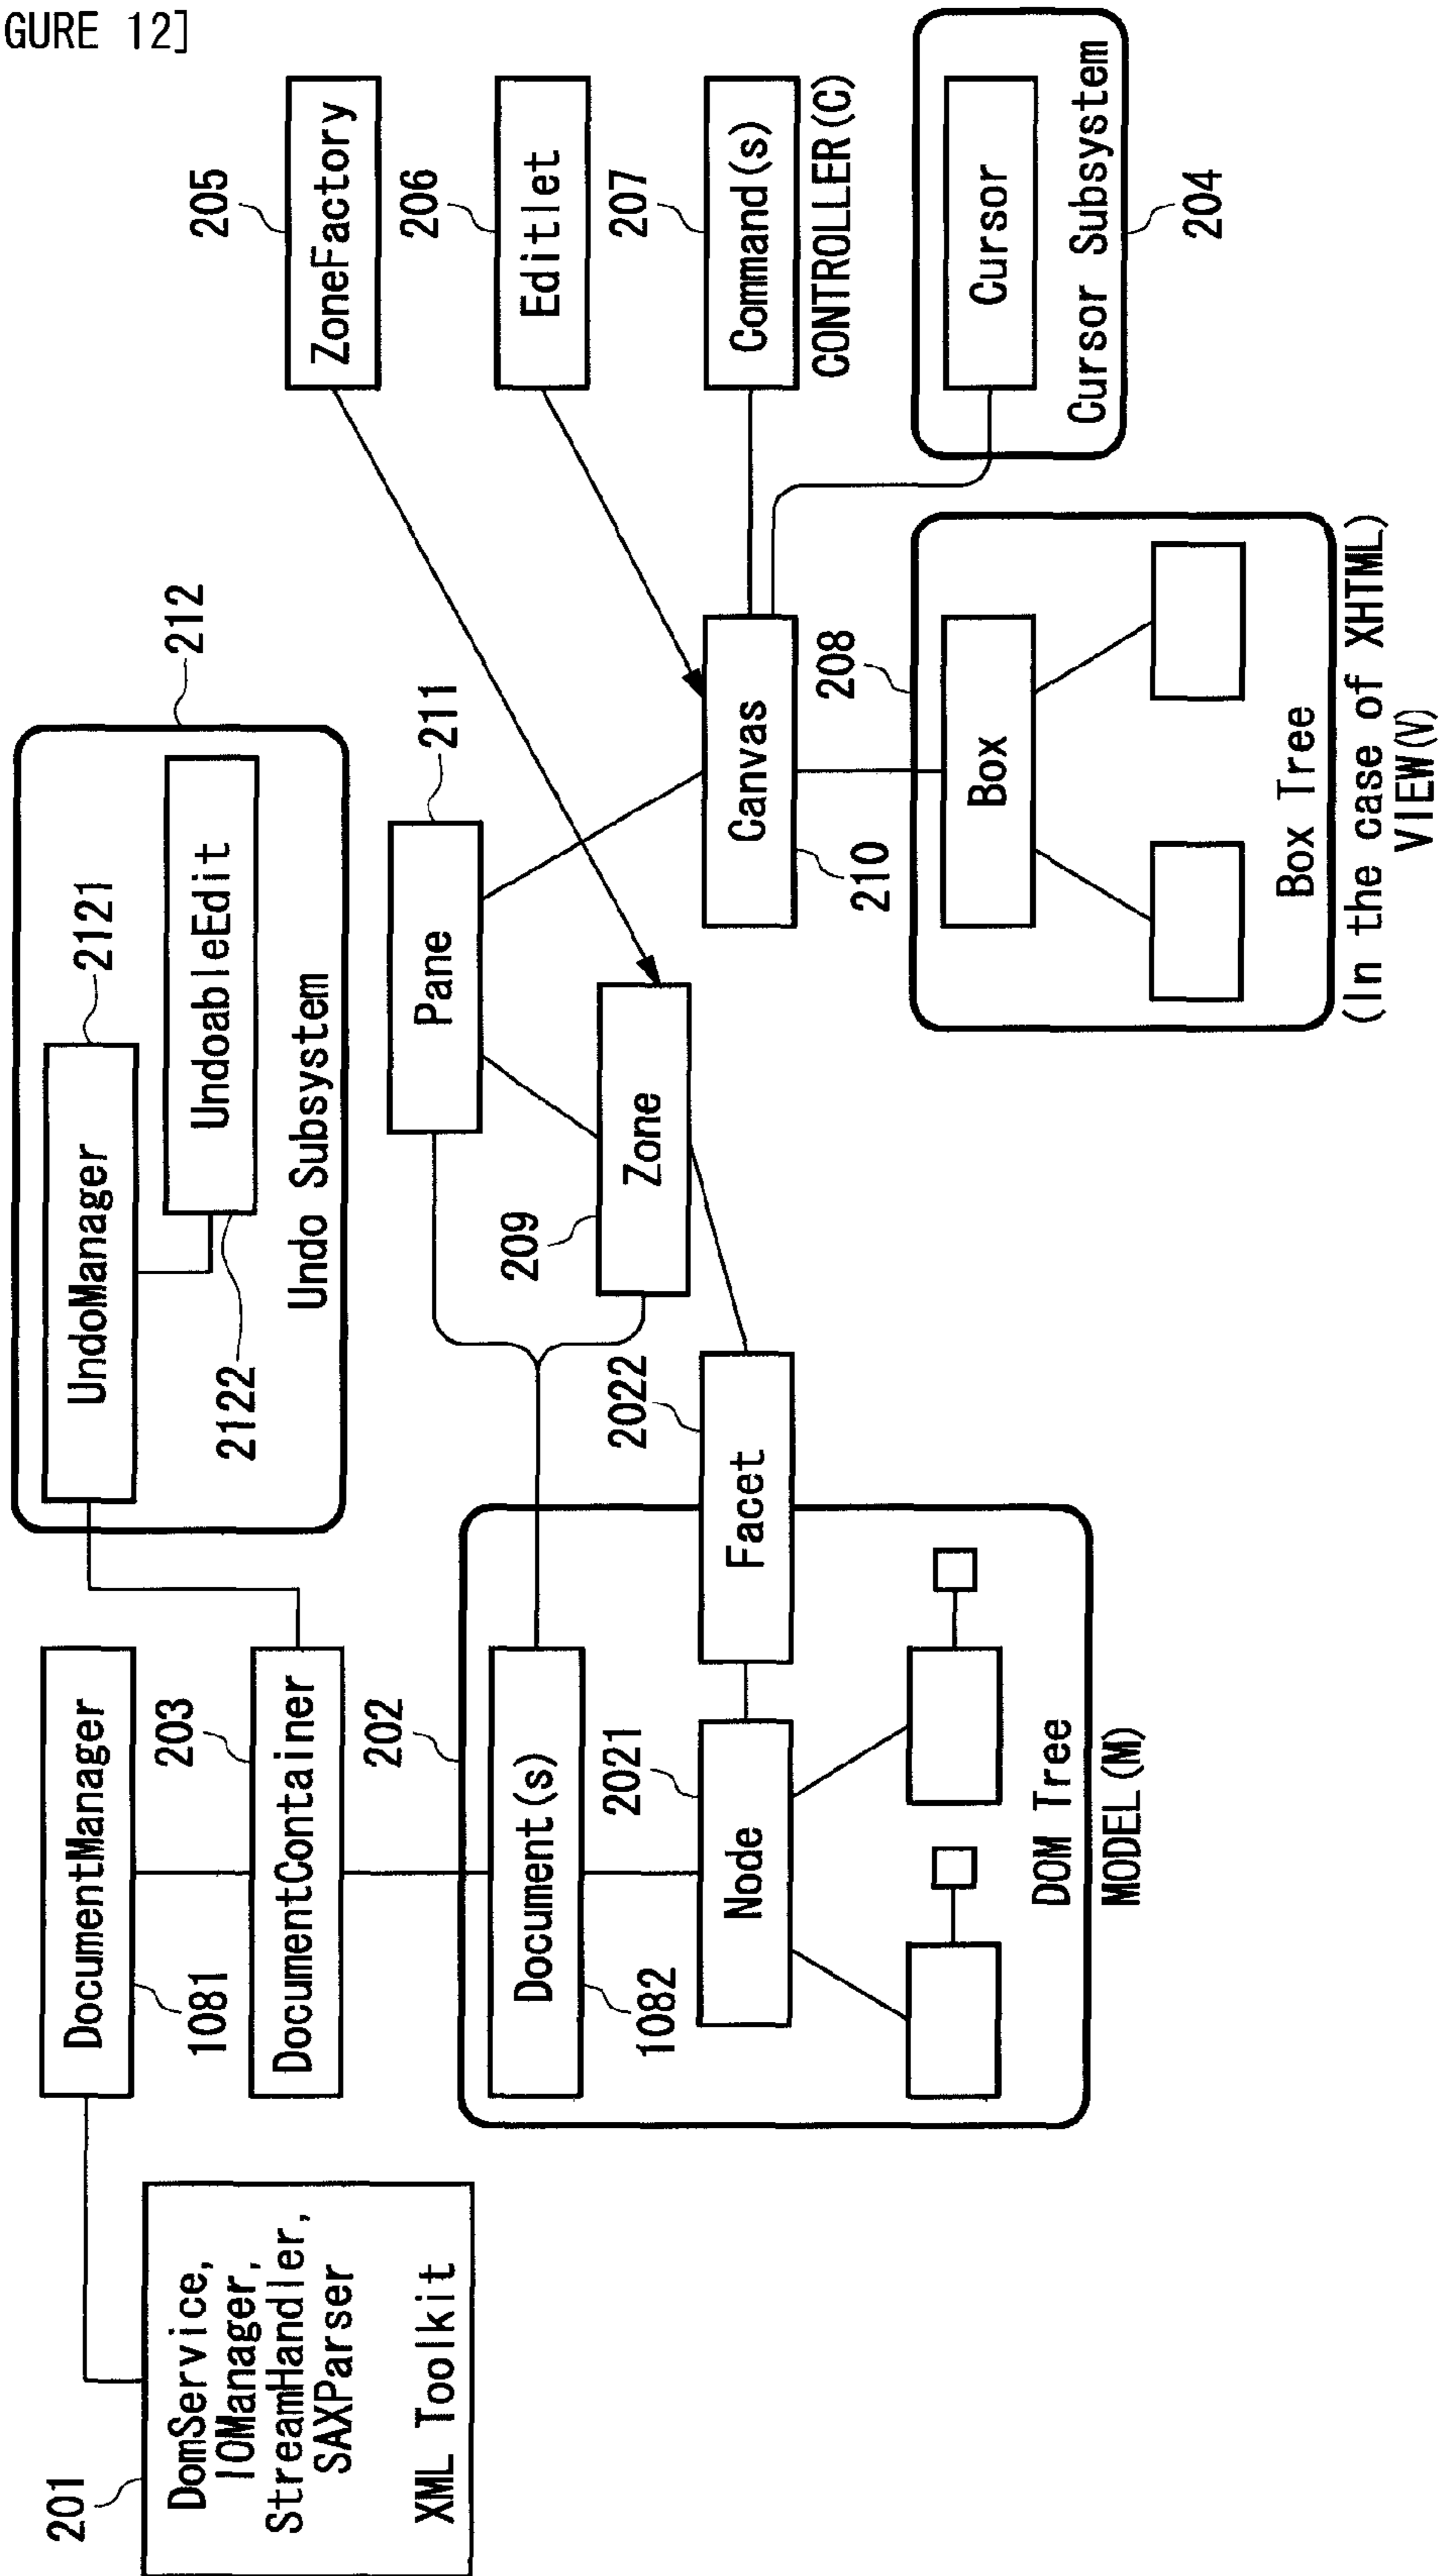 GURE 12]
201
DomService,
IOManager,
StreamHandler,
SAXParser
XML Toolkit
DocumentManager
1081
203
DocumentContainer
202
Document(s)
1082
2021
Node
2022
Facet
DOM Tree
MODEL(M)
212
2121
UndoManager
UndoableEdit
2122
Undo Subsystem
211
Pane
209
Zone
Canvas
210
208
Box
Box Tree
(In the case of XHTML)
VIEW(V)
205
ZoneFactory
206
Editlet
207
Command(s)
CONTROLLER(C)
Cursor
Cursor Subsystem
204